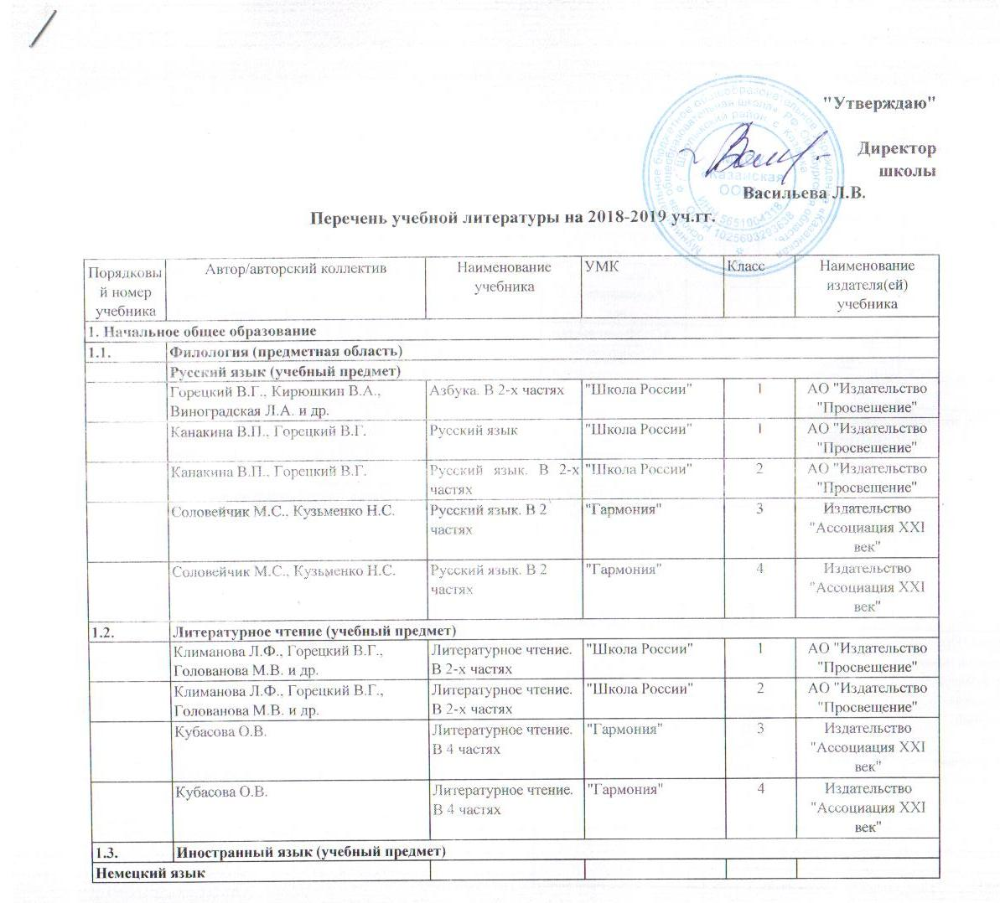 "Утверждаю"
Директор
школы
Васильева Л.В.
Перечень учебной литературы на 2018-2019 уч.гг.
Порядковы
й номер
учебника
Автор/авторский коллектив
Наименование
учебника
УМК
Класс
Наименование
издателя(ей)
учебника
1. Начальное общее образование
1.1. Филология (предметная область)
Русский язык (учебный предмет)
Горецкий В.Г., Кирюшкин В.А.,
Виноградская Л.А. и др.
Азбука. В 2-х частях
"Школа России"
1
АО "Издательство
"Просвещение"
Канакина В.П., Горецкий В.Г.
Русский язык
"Школа России"
1
АО "Издательство
"Просвещение"
Канакина В.П., Горецкий В.Г.
Русский язык. В 2-х
частях
"Школа России"
2
АО "Издательство
"Просвещение"
Соловейчик М.С., Кузьменко Н.С.
Русский язык. В 2
частях
"Гармония"
3
Издательство
"Ассоциация XXI
век"
Соловейчик М.С., Кузьменко Н.С.
Русский язык. В 2
частях
"Гармония"
4
Издательство
"Ассоциация XXI
век"
1.2. Литературное чтение (учебный предмет)
Климанова Л.Ф., Горецкий В.Г.,
Голованова М.В. и др.
Литературное чтение.
В 2-х частях
"Школа России"
1
АО "Издательство
"Просвещение"
Климанова Л.Ф., Горецкий В.Г.,
Голованова М.В. и др.
Литературное чтение.
В 2-х частях
"Школа России"
2
АО "Издательство
"Просвещение"
Кубасова О.В.
Литературное чтение.
В 4 частях
"Гармония"
3
Издательство
"Ассоциация XXI
век"
Кубасова О.В.
Литературное чтение.
В 4 частях
"Гармония"
4
Издательство
"Ассоциация XXI
век"
1.3. Иностранный язык (учебный предмет)
Немецкий язык
«Казанская
ИНН 5651004318
ОГРН 1025603293638